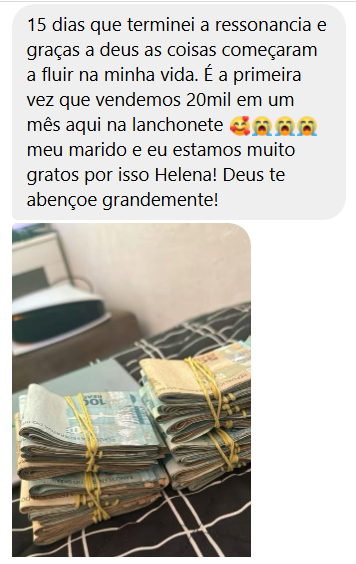 15 dias que terminei a ressonancia e
graças a deus as coisas começaram
a fluir na minha vida. É a primeira
vez que vendemos 20mil em um
mês aqui na lanchonete 🥰😭😭😭
meu marido e eu estamos muito
gratos por isso Helena! Deus te
abençoe grandemente!
100